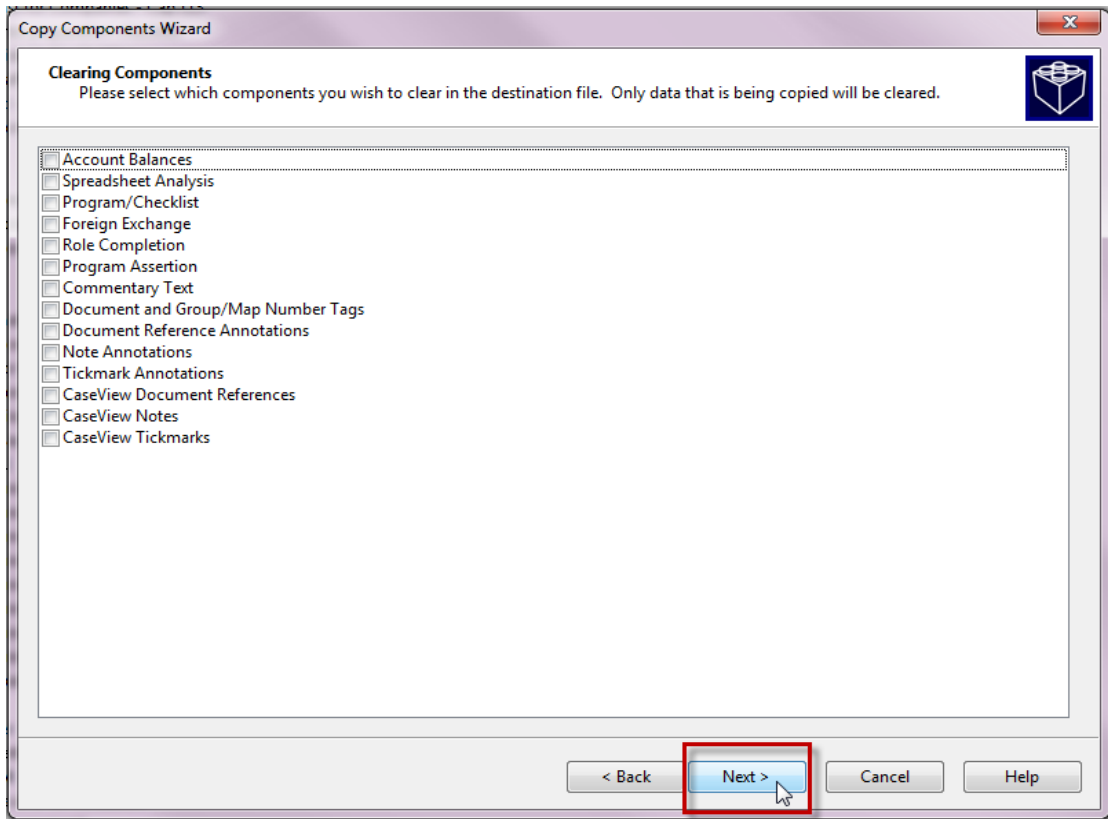 Copy Components Wizard
Clearing Components
Please select which components you wish to clear in the destination file. Only data that is being copied will be cleared.
Account Balances
Spreadsheet Analysis
Program/Checklist
Foreign Exchange
Role Completion
Program Assertion
Commentary Text
Document and Group/Map Number Tags
Document Reference Annotations
Note Annotations
Tickmark Annotations
CaseView Document References
CaseView Notes
CaseView Tickmarks
< Back Next > Cancel Help